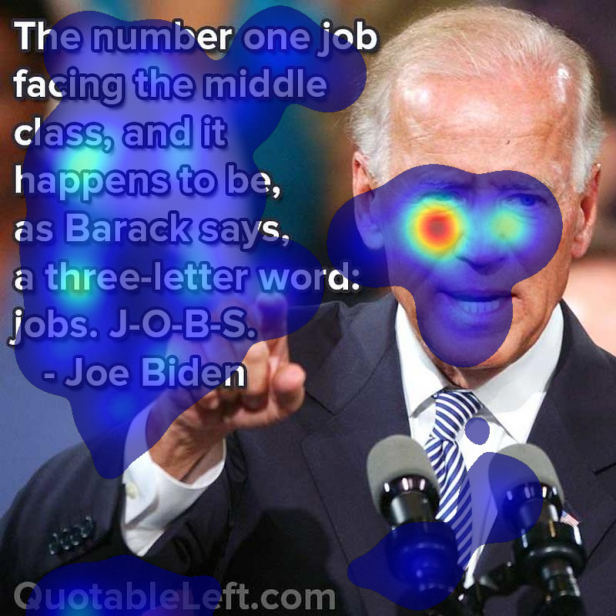 The number one job
facing the middle
class, and it
happens to be,
as Barack says,
a three-letter word:
jobs. J-O-B-S.
- Joe Biden
QuotableLeft.com